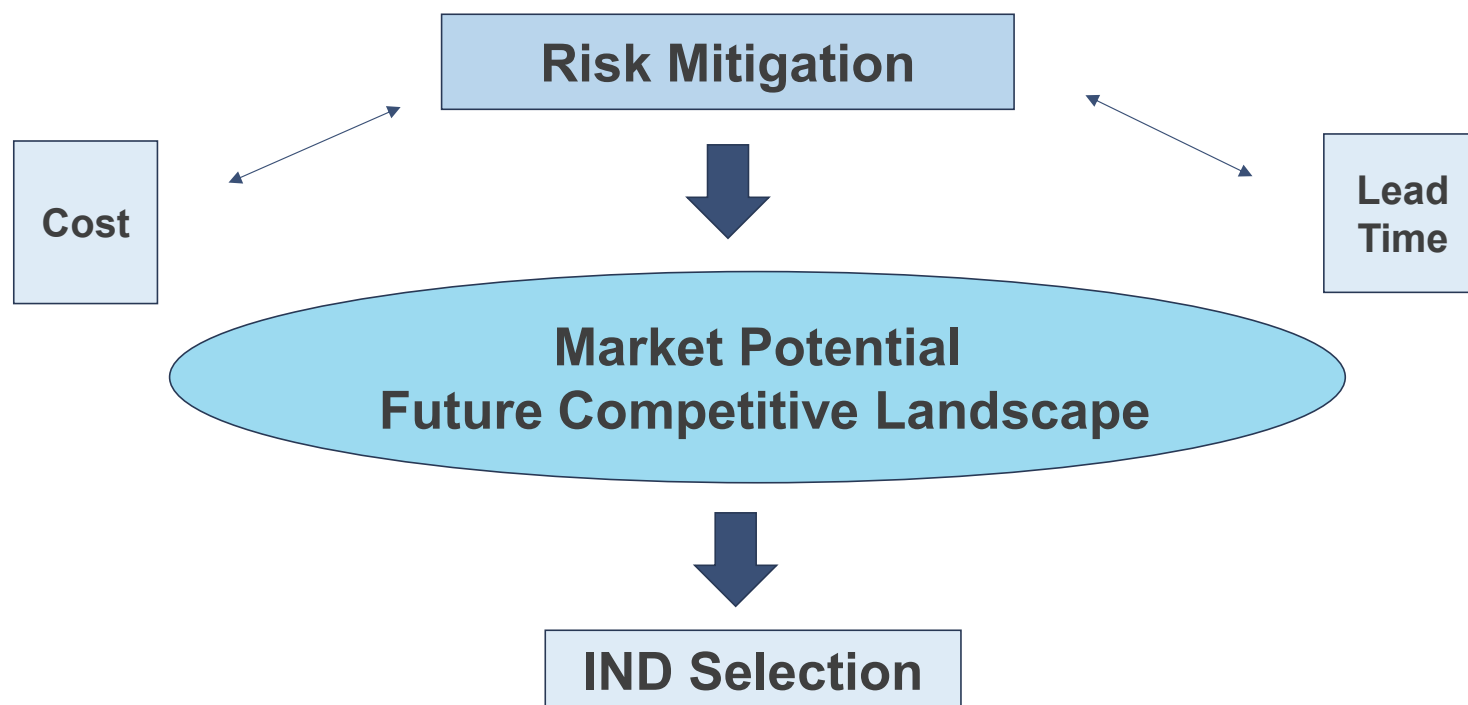 Risk Mitigation
Cost
Lead
Time
Market Potential
Future Competitive Landscape
IND Selection